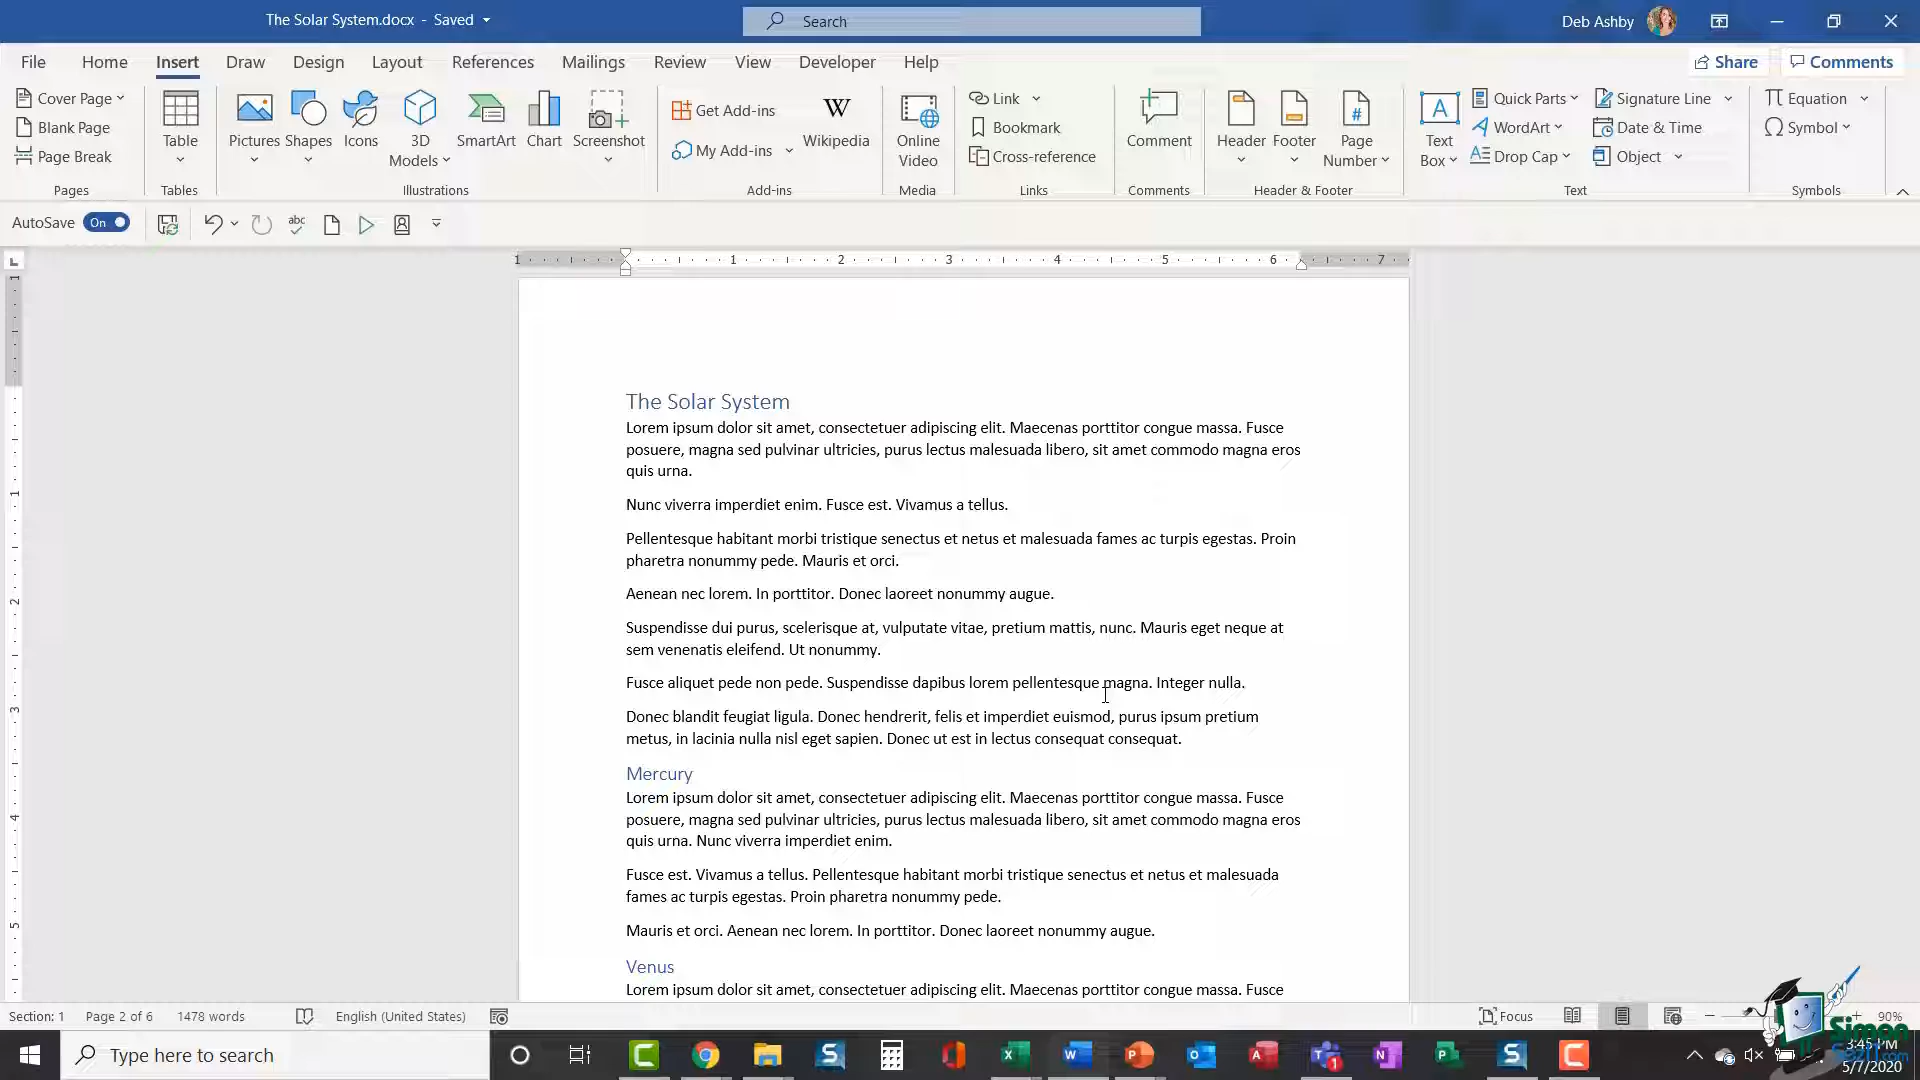 The Solar System.docx - Saved
Search
Deb Ashby
File Home Insert Draw Design Layout References Mailings Review View Developer Help
Share Comments
Cover Page
Blank Page
Page Break
Pages
Table
Tables
Pictures Shapes Icons 3D Models SmartArt Chart Screenshot
Illustrations
Get Add-ins
My Add-ins
Wikipedia
Add-ins
Online Video
Media
Link
Bookmark
Cross-reference
Links
Comment
Comments
Header Footer Page Number
Header & Footer
Text Box
Quick Parts
WordArt
Drop Cap
Signature Line
Date & Time
Object
Text
Equation
Symbol
Symbols
AutoSave On
1 1 2 3 4 5 6 7
The Solar System
Lorem ipsum dolor sit amet, consectetuer adipiscing elit. Maecenas porttitor congue massa. Fusce
posuere, magna sed pulvinar ultricies, purus lectus malesuada libero, sit amet commodo magna eros
quis urna.
Nunc viverra imperdiet enim. Fusce est. Vivamus a tellus.
Pellentesque habitant morbi tristique senectus et netus et malesuada fames ac turpis egestas. Proin
pharetra nonummy pede. Mauris et orci.
Aenean nec lorem. In porttitor. Donec laoreet nonummy augue.
Suspendisse dui purus, scelerisque at, vulputate vitae, pretium mattis, nunc. Mauris eget neque at
sem venenatis eleifend. Ut nonummy.
Fusce aliquet pede non pede. Suspendisse dapibus lorem pellentesque magna. Integer nulla.
Donec blandit feugiat ligula. Donec hendrerit, felis et imperdiet euismod, purus ipsum pretium
metus, in lacinia nulla nisl eget sapien. Donec ut est in lectus consequat consequat.
Mercury
Lorem ipsum dolor sit amet, consectetuer adipiscing elit. Maecenas porttitor congue massa. Fusce
posuere, magna sed pulvinar ultricies, purus lectus malesuada libero, sit amet commodo magna eros
quis urna. Nunc viverra imperdiet enim.
Fusce est. Vivamus a tellus. Pellentesque habitant morbi tristique senectus et netus et malesuada
fames ac turpis egestas. Proin pharetra nonummy pede.
Mauris et orci. Aenean nec lorem. In porttitor. Donec laoreet nonummy augue.
Venus
Lorem ipsum dolor sit amet, consectetuer adipiscing elit. Maecenas porttitor congue massa. Fusce
Section: 1 Page 2 of 6 1478 words English (United States)
Focus 90%
Type here to search
3:45 PM
5/7/2020